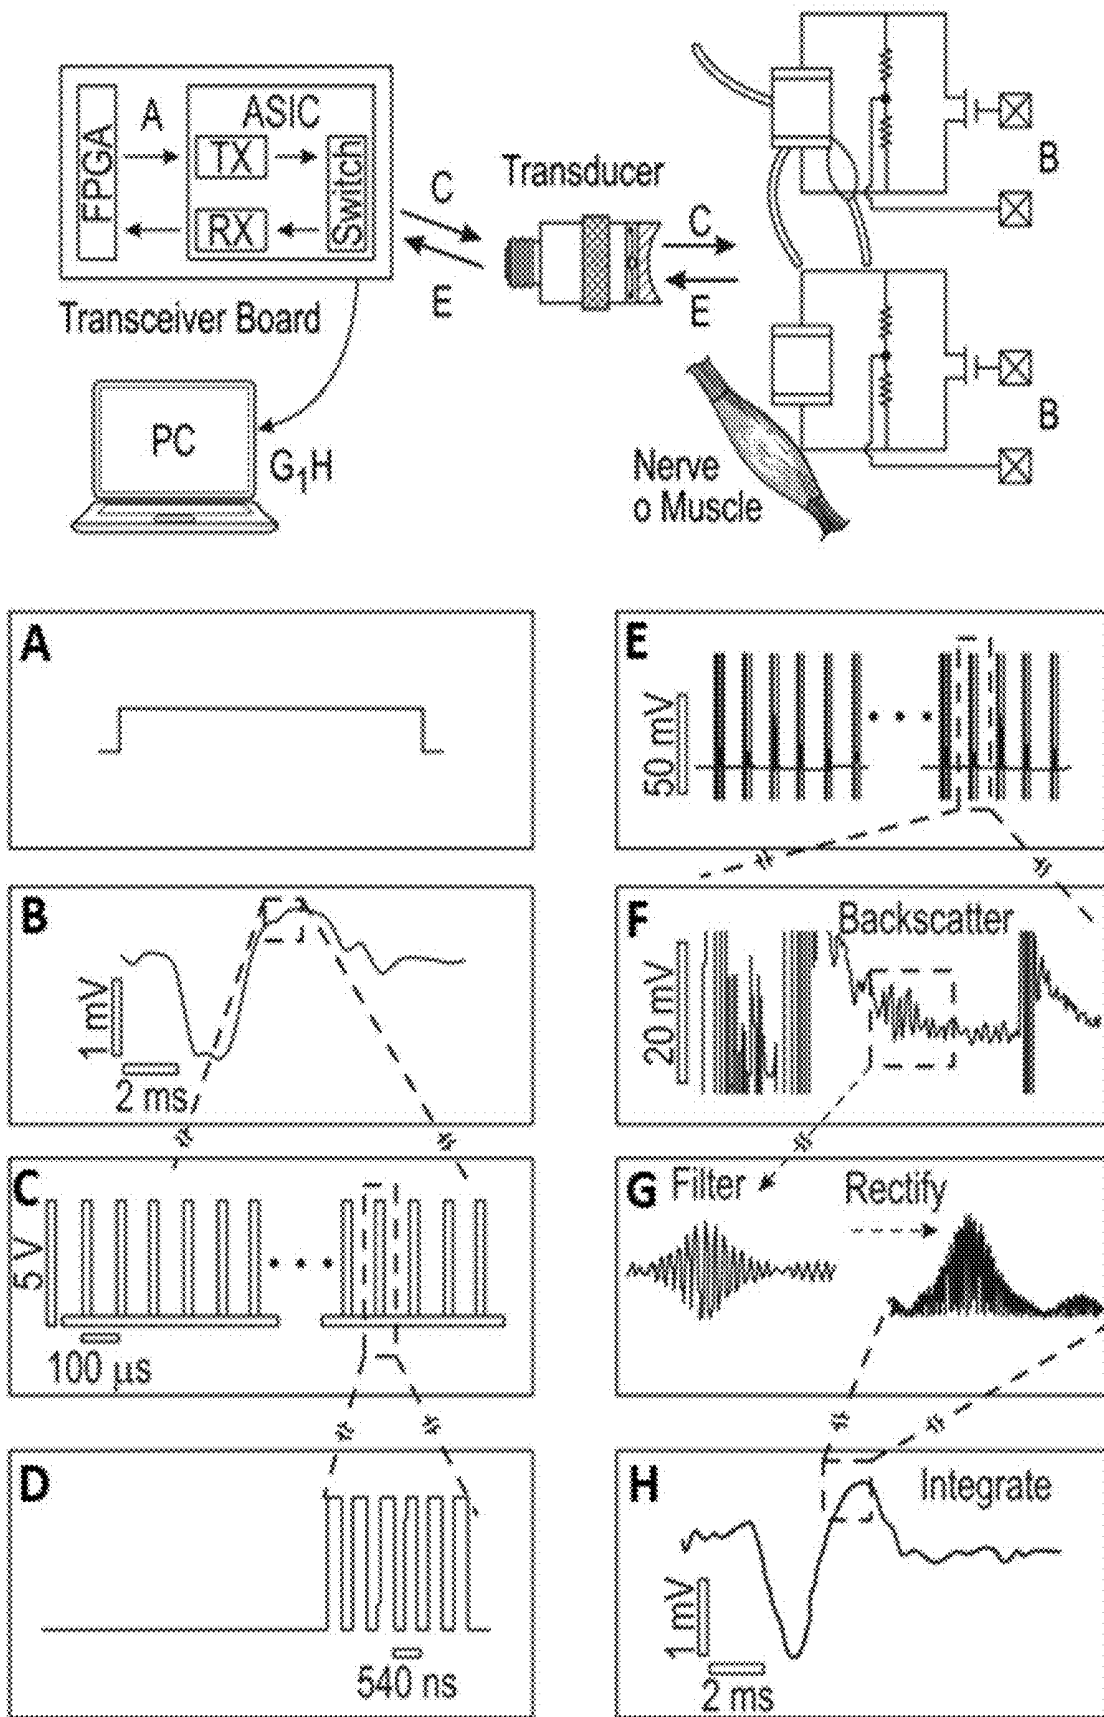 FPGA
A
ASIC
TX
RX
Switch
Transceiver Board
C
E
Transducer
C
E
B
B
PC
G1H
Nerve
o Muscle
A
B
1 mV
2 ms
C
5 V
100 μs
D
540 ns
E
50 mV
F
Backscatter
20 mV
G
Filter
Rectify
H
Integrate
1 mV
2 ms